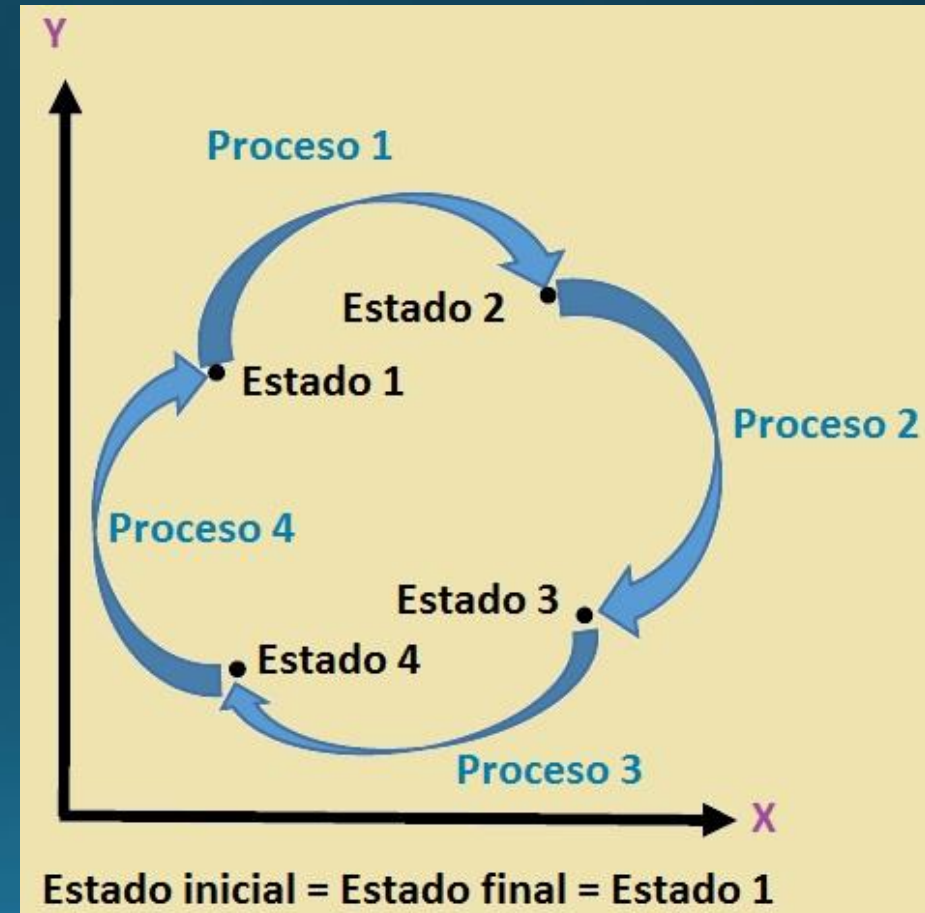 Y
Proceso 1
Estado 2
Estado 1
Proceso 2
Proceso 4
Estado 3
Estado 4
Proceso 3
X
Estado inicial = Estado final = Estado 1